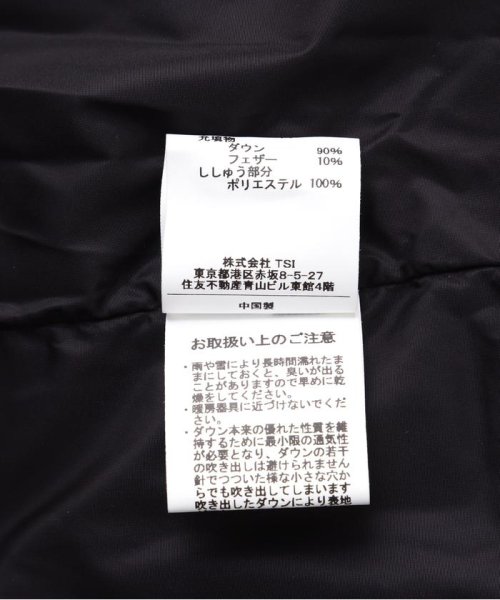 充填物
ダウン 90%
フェザー 10%
ししゅう部分
ポリエステル 100%
株式会社 TSI
東京都港区赤坂8-5-27
住友不動産青山ビル東館4階
中国製
お取扱い上のご注意
・雨や雪により長時間濡れたま
まにしておくと、臭いが出る
ことがありますので早めに乾
燥をしてください。
・暖房器具に近づけないでくだ
さい。
・ダウン本来の優れた性質を維
持するために最小限の通気性
が必要となり、ダウンの若干
の吹き出しは避けられません
針でつついた様な小さな穴か
らでも吹き出してしまいます
吹き出したダウンにより表地